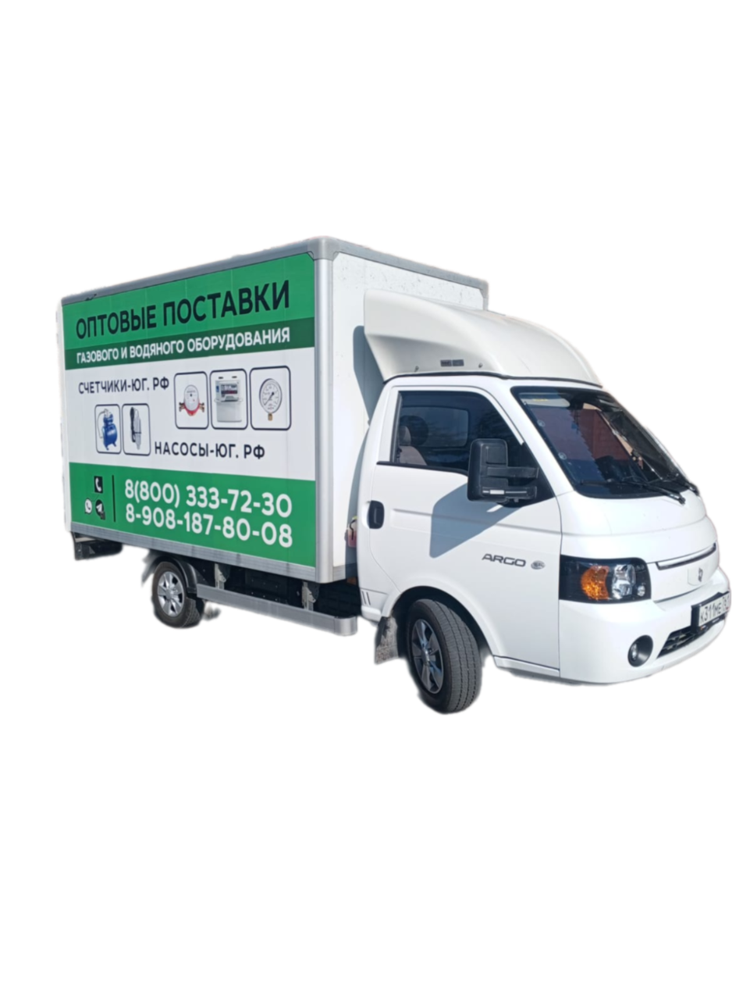 ОПТОВЫЕ ПОСТАВКИ
ГАЗОВОГО И ВОДЯНОГО ОБОРУДОВАНИЯ
СЧЕТЧИКИ-ЮГ. РФ
НАСОСЫ-ЮГ. РФ
8(800) 333-72-30
8-908-187-80-08
ARGO
К311МЕ